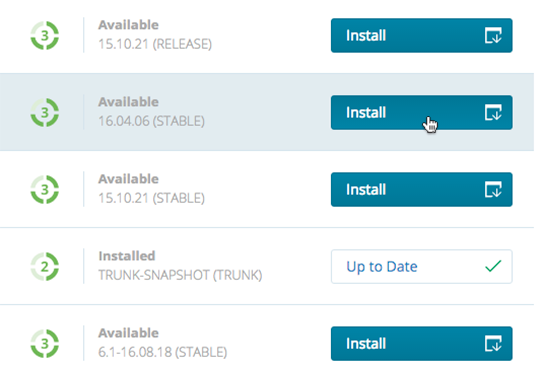 3
Available
15.10.21 (RELEASE)
Install
3
Available
16.04.06 (STABLE)
Install
3
Available
15.10.21 (STABLE)
Install
2
Installed
TRUNK-SNAPSHOT (TRUNK)
Up to Date
3
Available
6.1-16.08.18 (STABLE)
Install